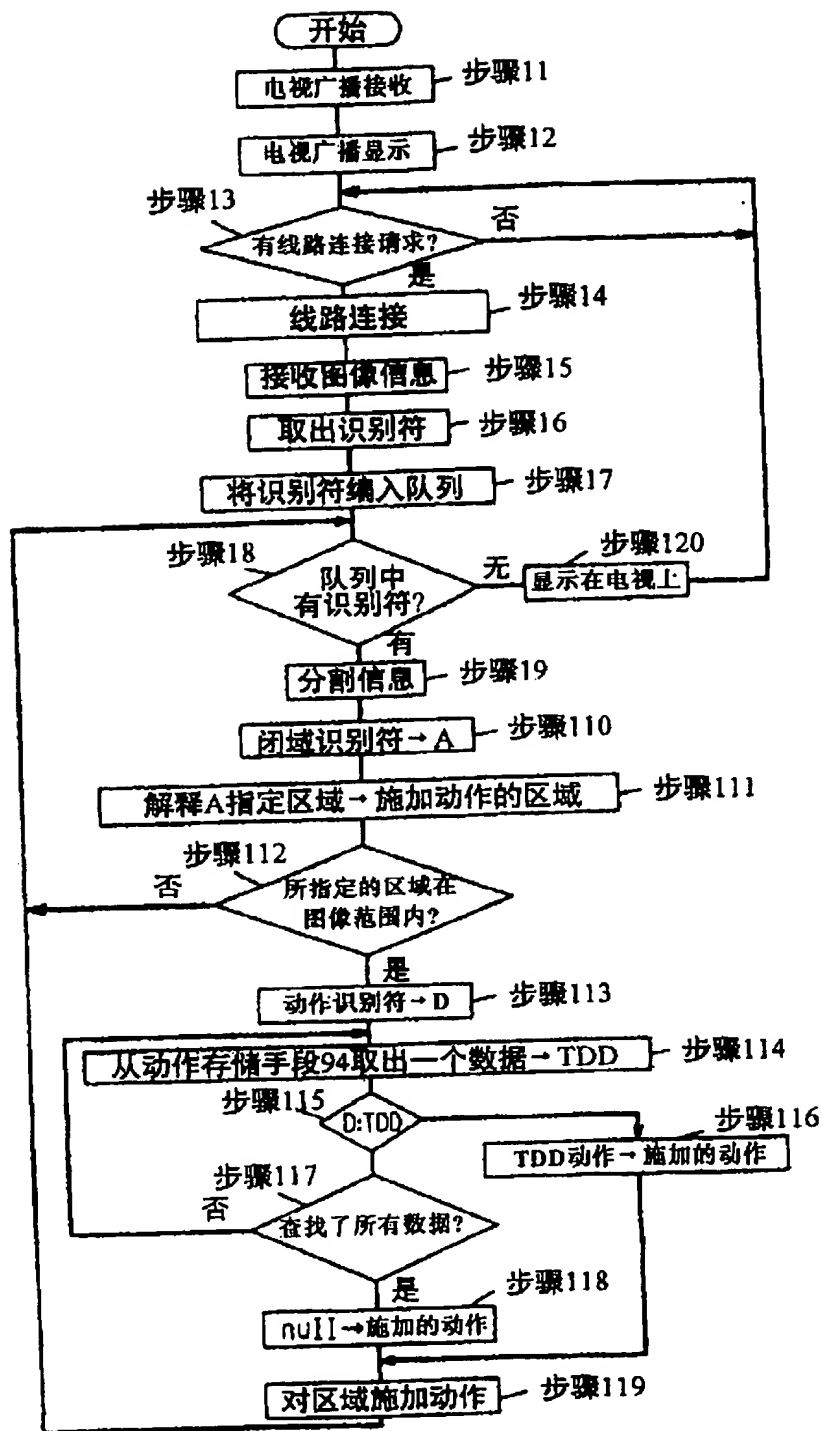 开始
电视广播接收
步骤11
电视广播显示
步骤12
步骤13
有线路连接请求?
否
是
线路连接
步骤14
接收图像信息
步骤15
取出识别符
步骤16
将识别符编入队列
步骤17
步骤18
队列中
有识别符?
无
步骤120
显示在电视上
有
分割信息
步骤19
闭域识别符→A
步骤110
解释A指定区域→施加动作的区域
步骤111
步骤112
否
所指定的区域在
图像范围内?
是
动作识别符→D
步骤113
从动作存储手段94取出一个数据→TDD
步骤114
步骤115
D:TDD
步骤116
TDD动作→施加的动作
步骤117
否
查找了所有数据?
是
步骤118
null→施加的动作
对区域施加动作
步骤119